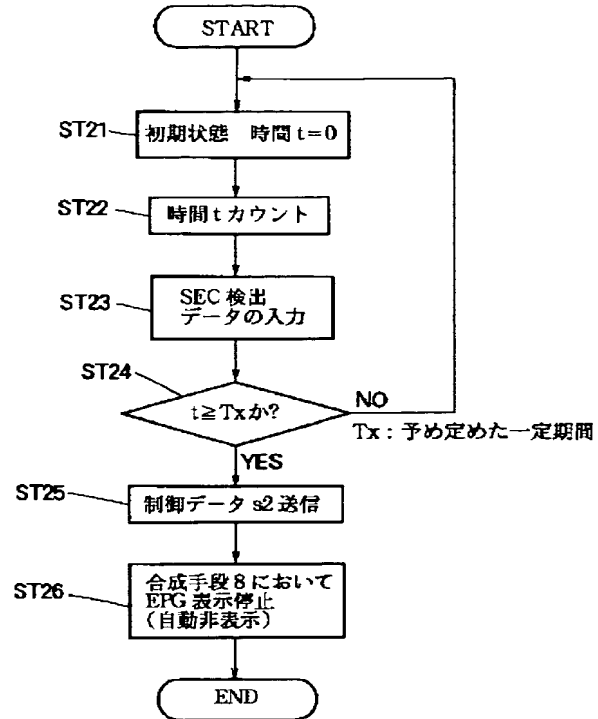 START
ST21
初期状態 時間 t=0
ST22
時間 t カウント
ST23
SEC 検出
データの入力
ST24
t≧Tx か?
NO
Tx : 予め定めた一定期間
YES
ST25
制御データ s2 送信
ST26
合成手段 8 において
EPG 表示停止
(自動非表示)
END